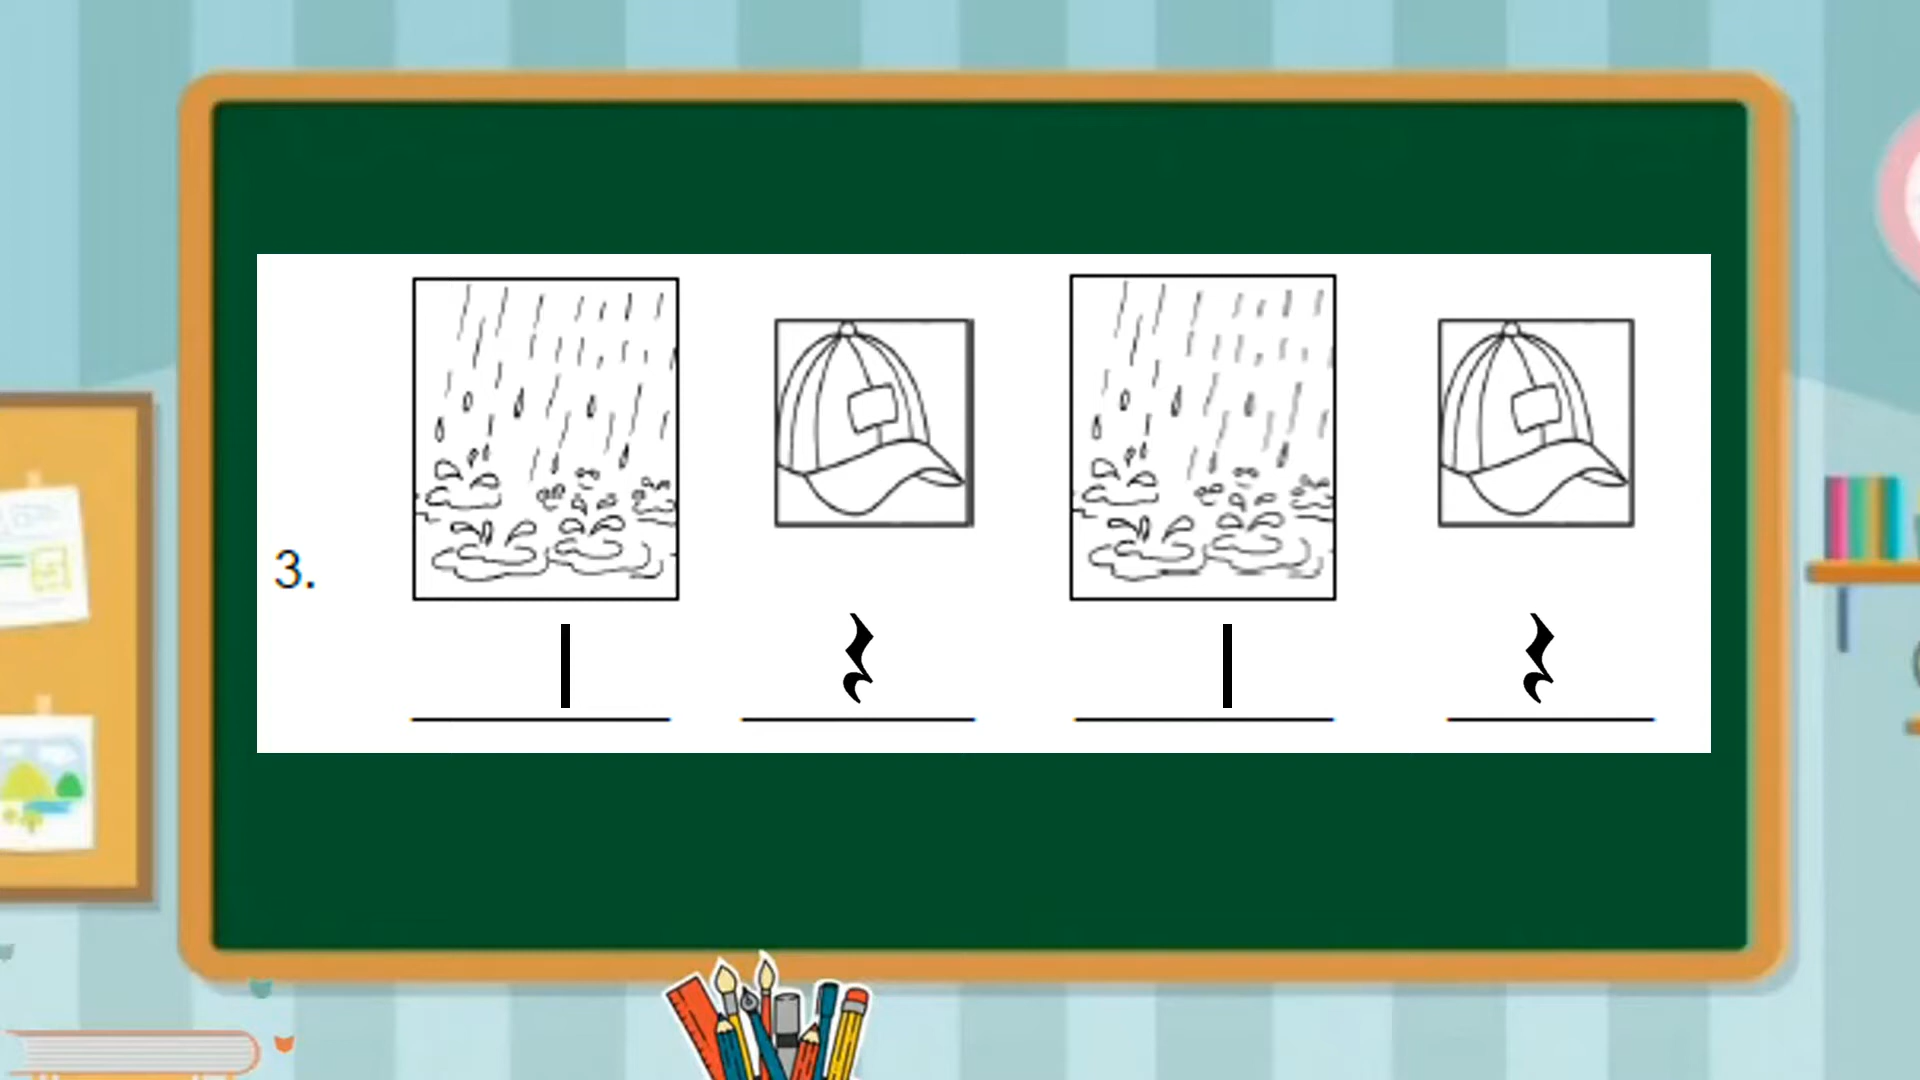 3.
| 𝄽 | 𝄽